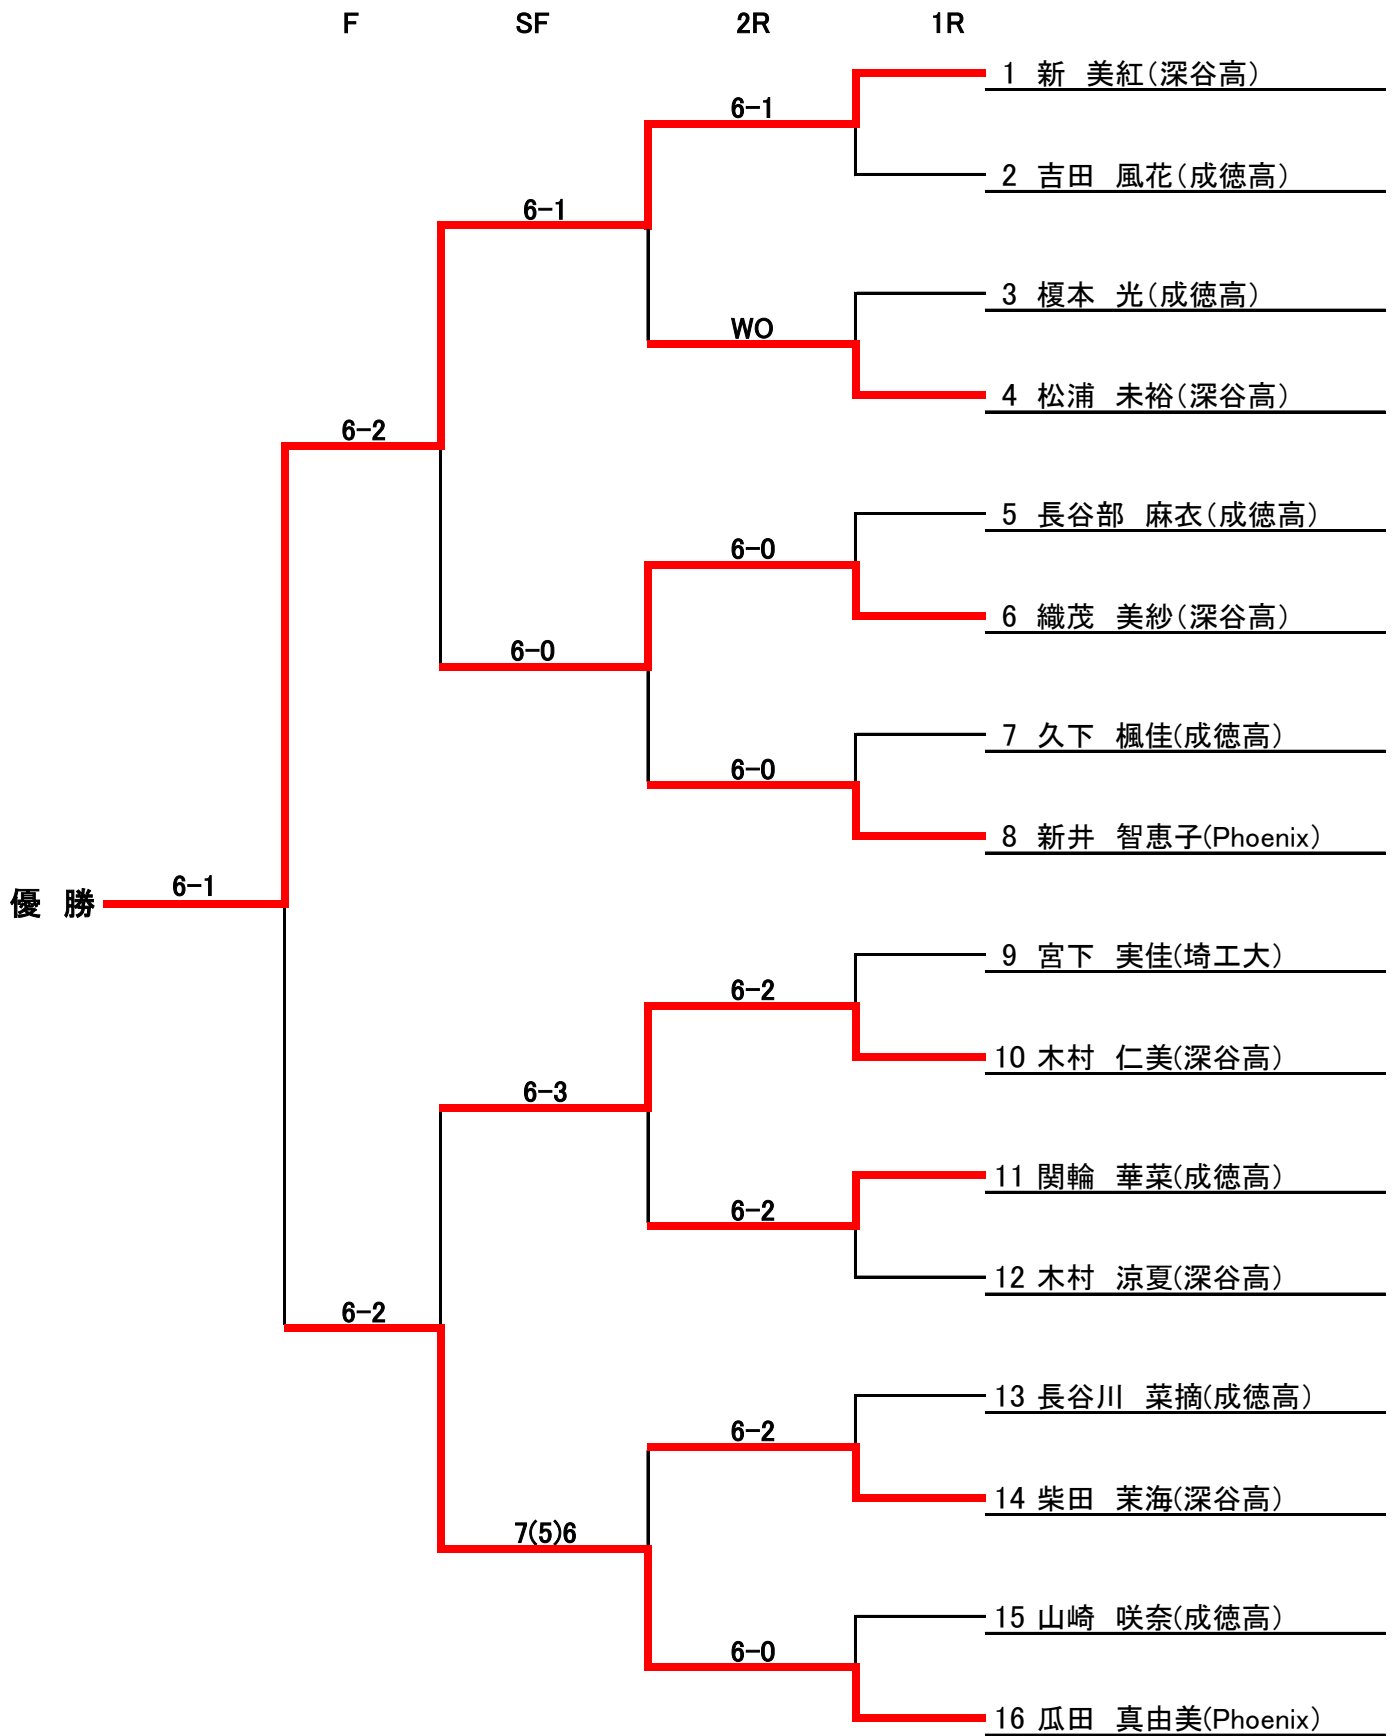 F SF 2R 1R
1 新 美紅(深谷高)
6-1
2 吉田 風花(成徳高)
6-1
3 榎本 光(成徳高)
WO
4 松浦 未裕(深谷高)
6-2
5 長谷部 麻衣(成徳高)
6-0
6 織茂 美紗(深谷高)
6-0
7 久下 楓佳(成徳高)
6-0
8 新井 智恵子(Phoenix)
6-1
優 勝
9 宮下 実佳(埼工大)
6-2
10 木村 仁美(深谷高)
6-3
11 関輪 華菜(成徳高)
6-2
12 木村 涼夏(深谷高)
6-2
13 長谷川 菜摘(成徳高)
6-2
14 柴田 茉海(深谷高)
7(5)6
15 山崎 咲奈(成徳高)
6-0
16 瓜田 真由美(Phoenix)